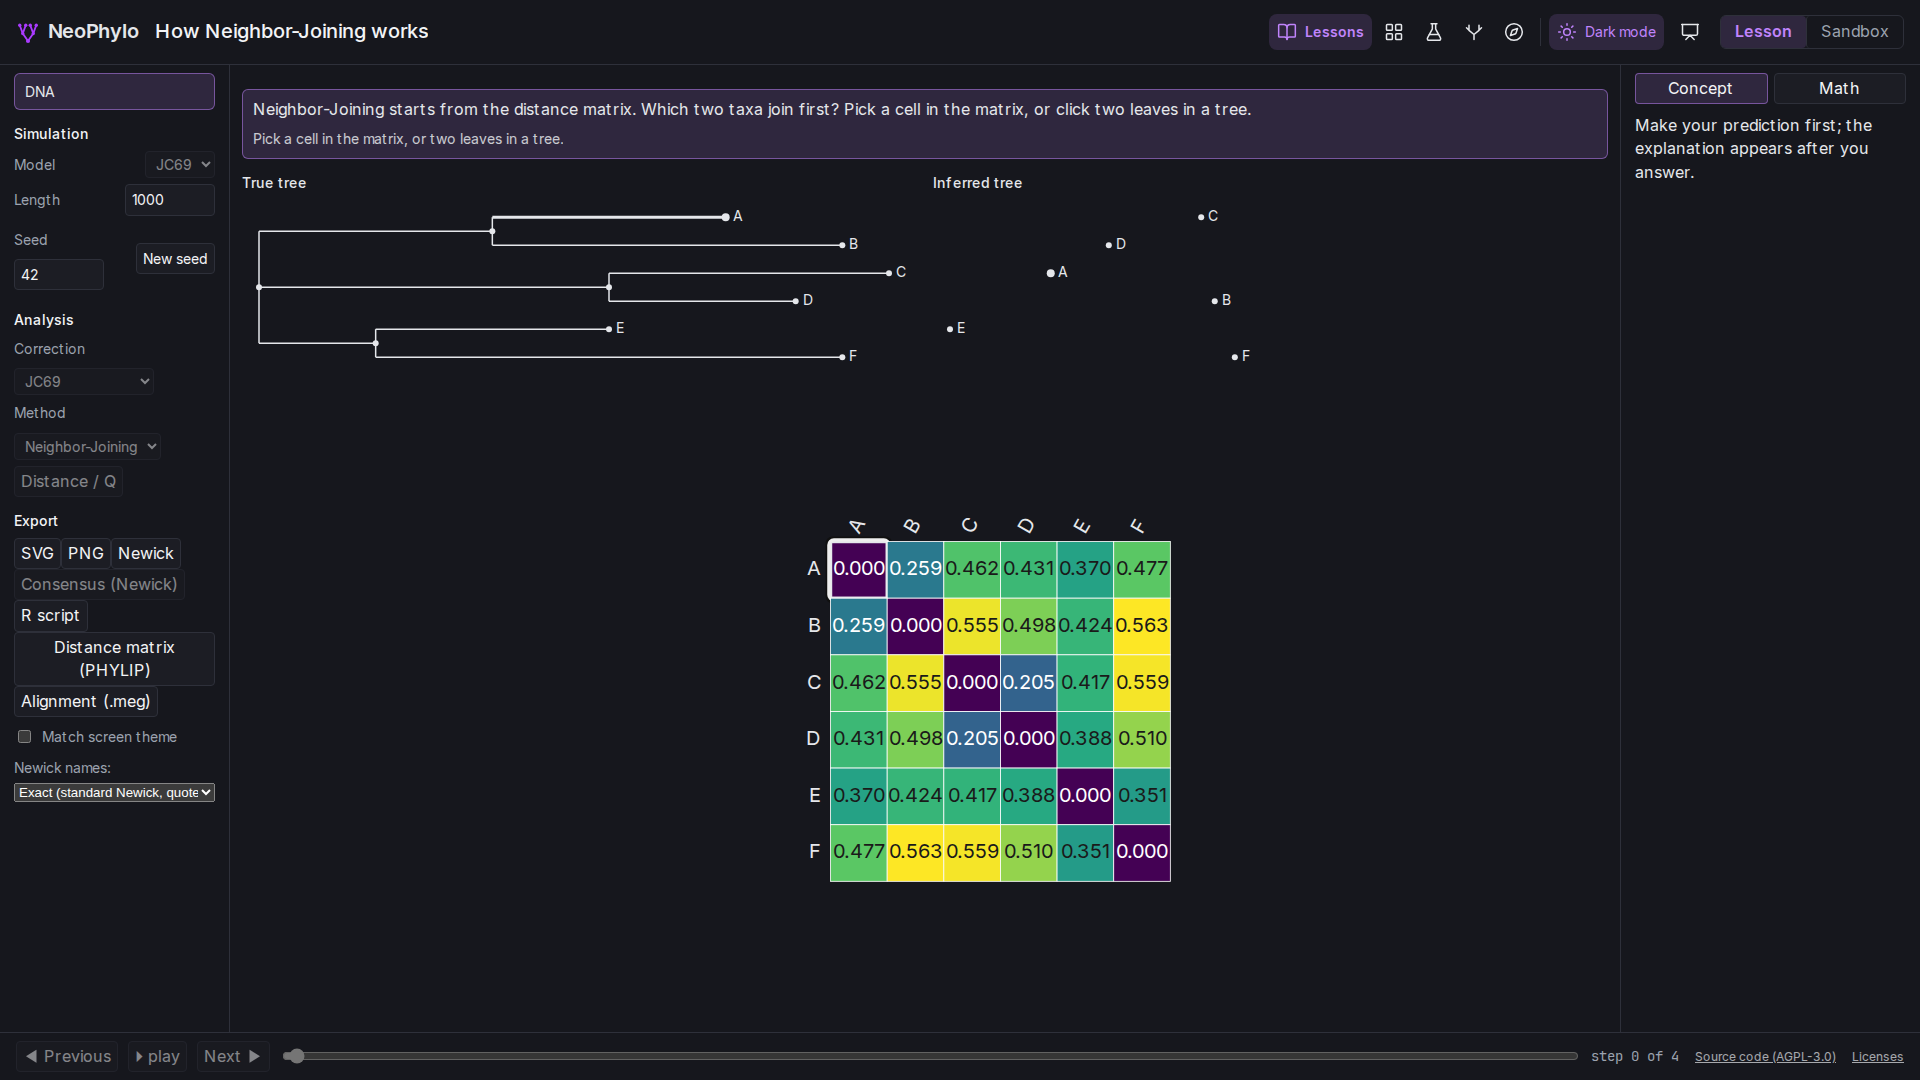 NeoPhylo How Neighbor-Joining works Lessons Dark mode Lesson Sandbox
DNA
Simulation
Model JC69
Length 1000
Seed
42 New seed
Analysis
Correction
JC69
Method
Neighbor-Joining
Distance / Q
Export
SVG PNG Newick
Consensus (Newick)
R script
Distance matrix
(PHYLIP)
Alignment (.meg)
Match screen theme
Newick names:
Exact (standard Newick, quote
Neighbor-Joining starts from the distance matrix. Which two taxa join first? Pick a cell in the matrix, or click two leaves in a tree.
Pick a cell in the matrix, or two leaves in a tree.
True tree
A
B
C
D
E
F
Inferred tree
C
D
A
B
E
F
A B C D E F
A 0.000 0.259 0.462 0.431 0.370 0.477
B 0.259 0.000 0.555 0.498 0.424 0.563
C 0.462 0.555 0.000 0.205 0.417 0.559
D 0.431 0.498 0.205 0.000 0.388 0.510
E 0.370 0.424 0.417 0.388 0.000 0.351
F 0.477 0.563 0.559 0.510 0.351 0.000
Concept Math
Make your prediction first; the
explanation appears after you
answer.
Previous play Next step 0 of 4 Source code (AGPL-3.0) Licenses